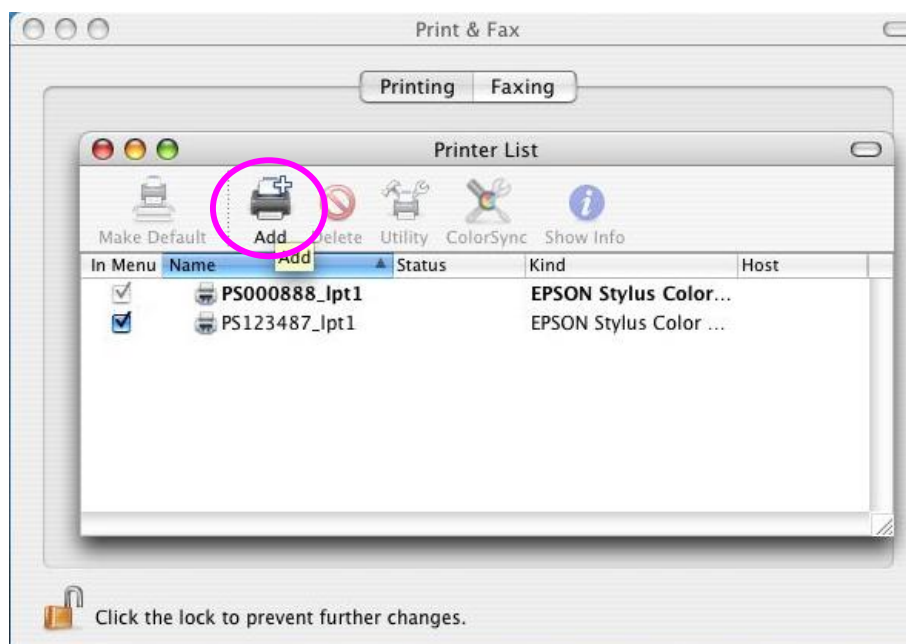 Print & Fax
Printing Faxing
Printer List
Make Default Add Delete Utility ColorSync Show Info
Add
In Menu Name Status Kind Host
PS000888_lpt1 EPSON Stylus Color...
PS123487_lpt1 EPSON Stylus Color ...
Click the lock to prevent further changes.